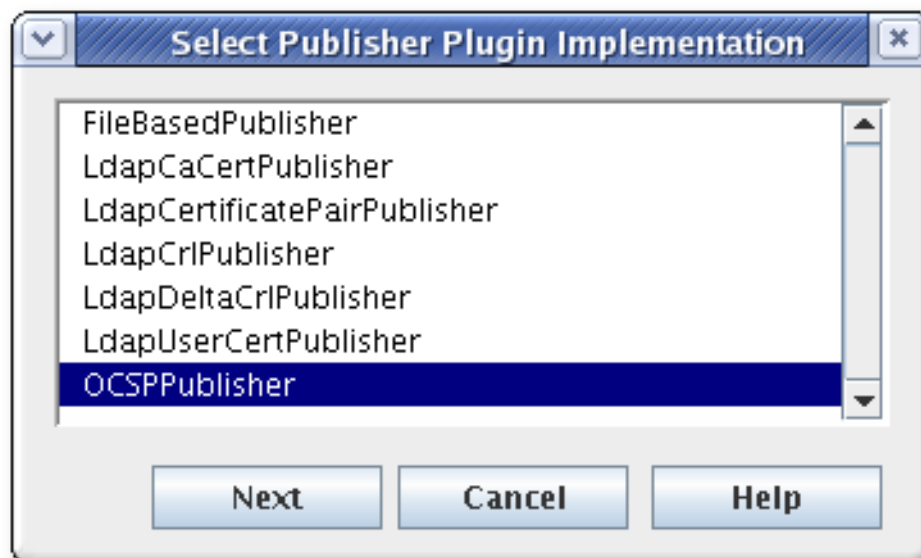 Select Publisher Plugin Implementation
FileBasedPublisher
LdapCaCertPublisher
LdapCertificatePairPublisher
LdapCrlPublisher
LdapDeltaCrlPublisher
LdapUserCertPublisher
OCSPPublisher
Next Cancel Help